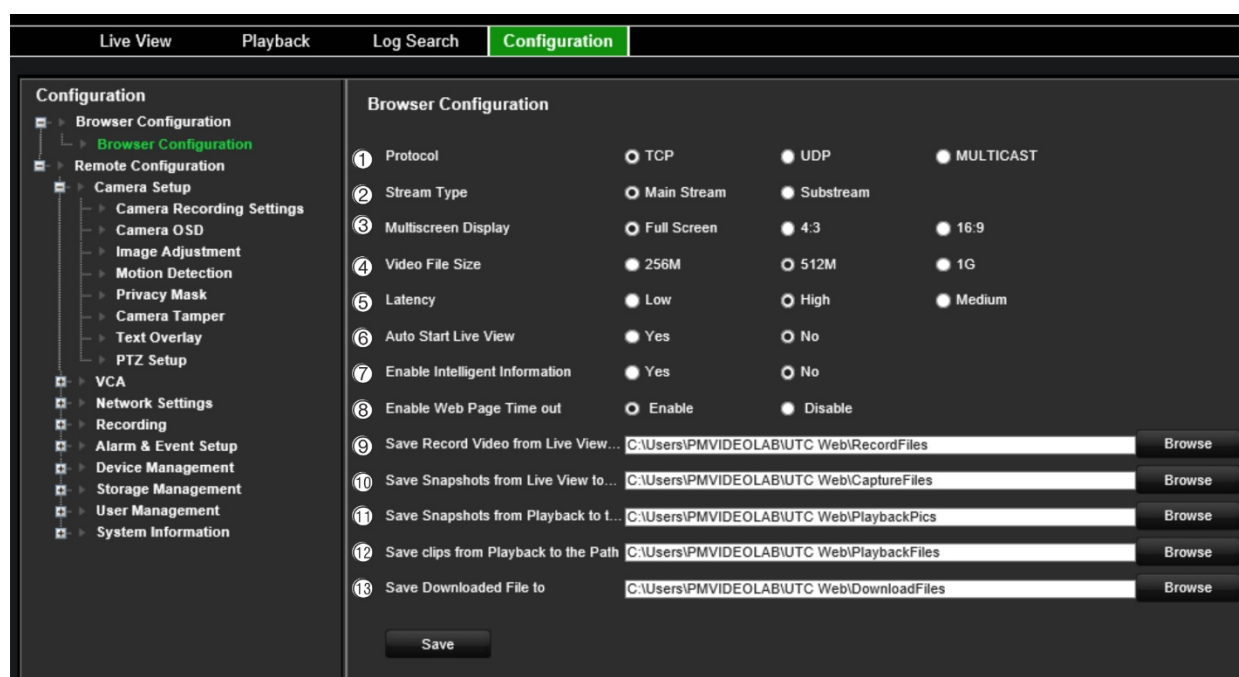 Live View Playback Log Search Configuration
Configuration
Browser Configuration
Browser Configuration
Remote Configuration
Camera Setup
Camera Recording Settings
Camera OSD
Image Adjustment
Motion Detection
Privacy Mask
Camera Tamper
Text Overlay
PTZ Setup
VCA
Network Settings
Recording
Alarm & Event Setup
Device Management
Storage Management
User Management
System Information
Browser Configuration
1 Protocol TCP UDP MULTICAST
2 Stream Type Main Stream Substream
3 Multiscreen Display Full Screen 4:3 16:9
4 Video File Size 256M 512M 1G
5 Latency Low High Medium
6 Auto Start Live View Yes No
7 Enable Intelligent Information Yes No
8 Enable Web Page Time out Enable Disable
9 Save Record Video from Live View... C:\Users\PMVIDEOLAB\UTC Web\RecordFiles Browse
10 Save Snapshots from Live View to... C:\Users\PMVIDEOLAB\UTC Web\CaptureFiles Browse
11 Save Snapshots from Playback to t... C:\Users\PMVIDEOLAB\UTC Web\PlaybackPics Browse
12 Save clips from Playback to the Path C:\Users\PMVIDEOLAB\UTC Web\PlaybackFiles Browse
13 Save Downloaded File to C:\Users\PMVIDEOLAB\UTC Web\DownloadFiles Browse
Save